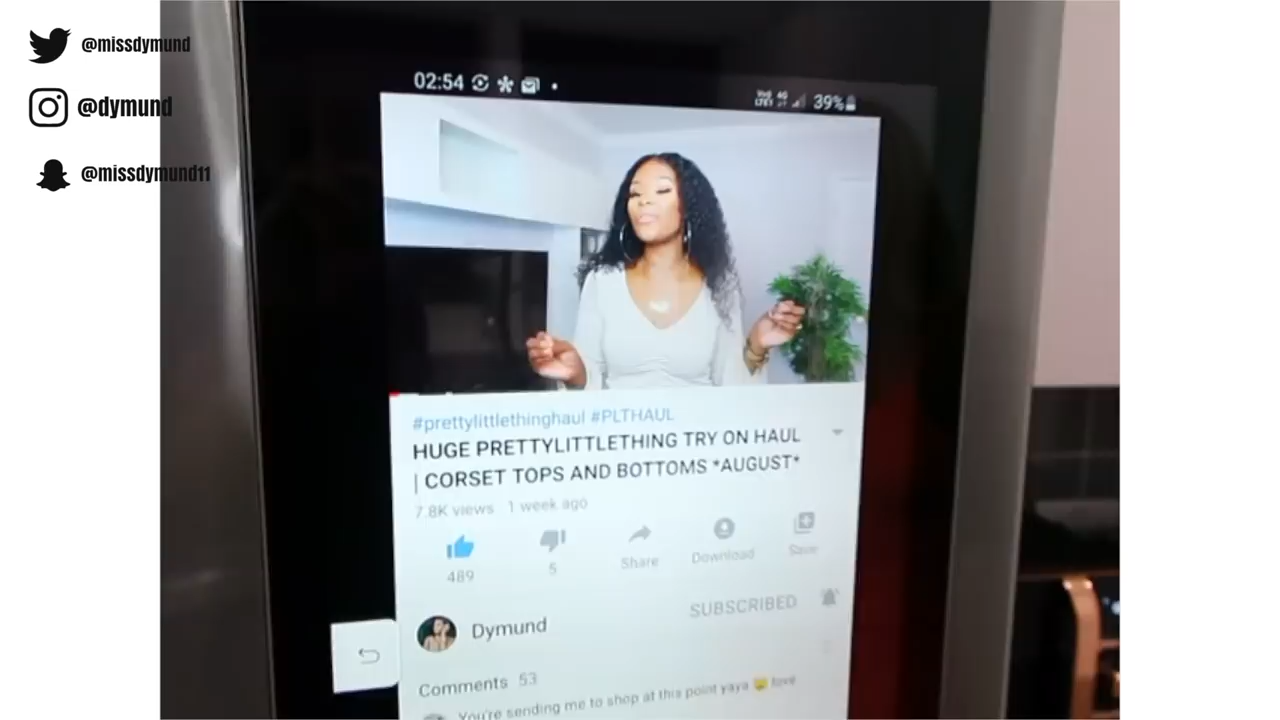 @missdymund
@dymund
@missdymund11
02:54
39%
#prettylittlethinghaul #PLTHAUL
HUGE PRETTYLITTLETHING TRY ON HAUL
| CORSET TOPS AND BOTTOMS *AUGUST*
7.8K views 1 week ago
489
5
Share
Download
Save
Dymund
SUBSCRIBED
Comments 53
You're sending me to shop at this point yaya 😩 love